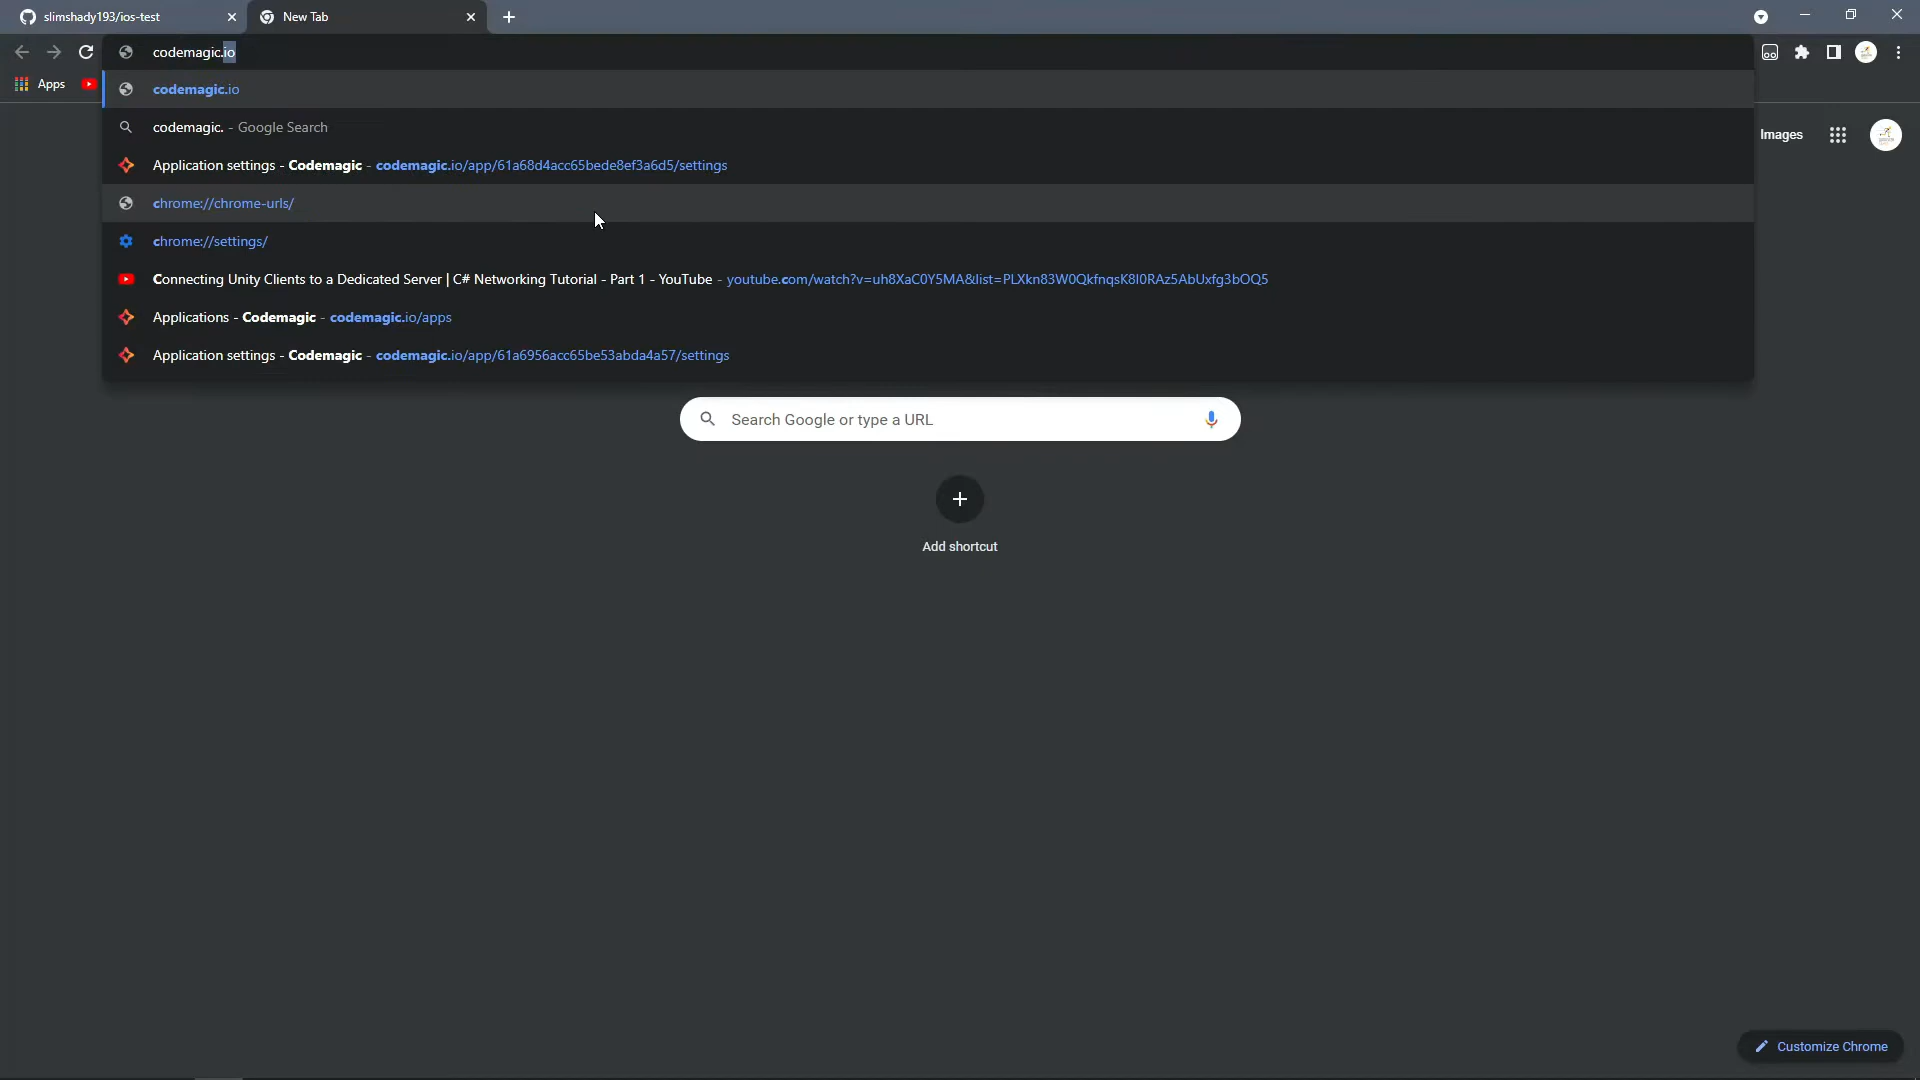 slimshady193/ios-test
New Tab
codemagic.io
Apps
codemagic.io
codemagic. - Google Search
Application settings - Codemagic - codemagic.io/app/61a68d4acc65bede8ef3a6d5/settings
chrome://chrome-urls/
chrome://settings/
Connecting Unity Clients to a Dedicated Server | C# Networking Tutorial - Part 1 - YouTube - youtube.com/watch?v=uh8XaC0Y5MA&list=PLXkn83W0QkfnqsK8I0RAz5AbUxfg3bOQ5
Applications - Codemagic - codemagic.io/apps
Application settings - Codemagic - codemagic.io/app/61a6956acc65be53abda4a57/settings
Images
Search Google or type a URL
Add shortcut
Customize Chrome